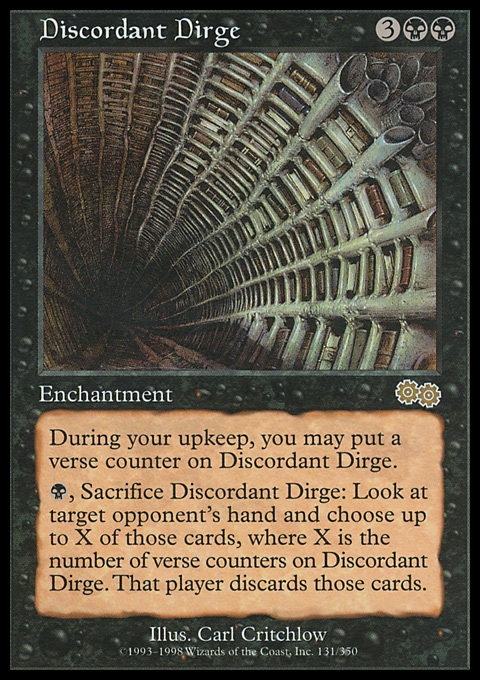 Discordant Dirge 3
Enchantment
During your upkeep, you may put a
verse counter on Discordant Dirge.
, Sacrifice Discordant Dirge: Look at
target opponent's hand and choose up
to X of those cards, where X is the
number of verse counters on Discordant
Dirge. That player discards those cards.
Illus. Carl Critchlow
©1993-1998 Wizards of the Coast, Inc. 131/350